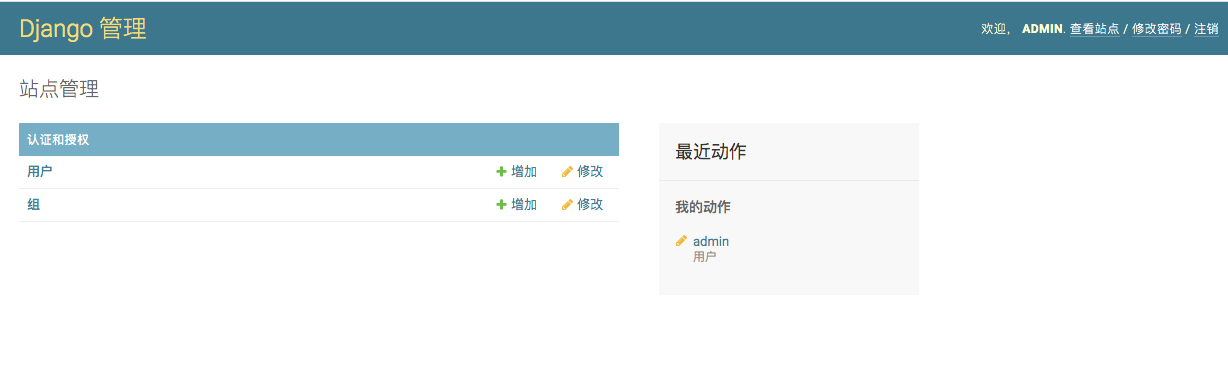 Django 管理
欢迎， ADMIN. 查看站点 / 修改密码 / 注销
站点管理
认证和授权
用户 增加 修改
组 增加 修改
最近动作
我的动作
admin
用户